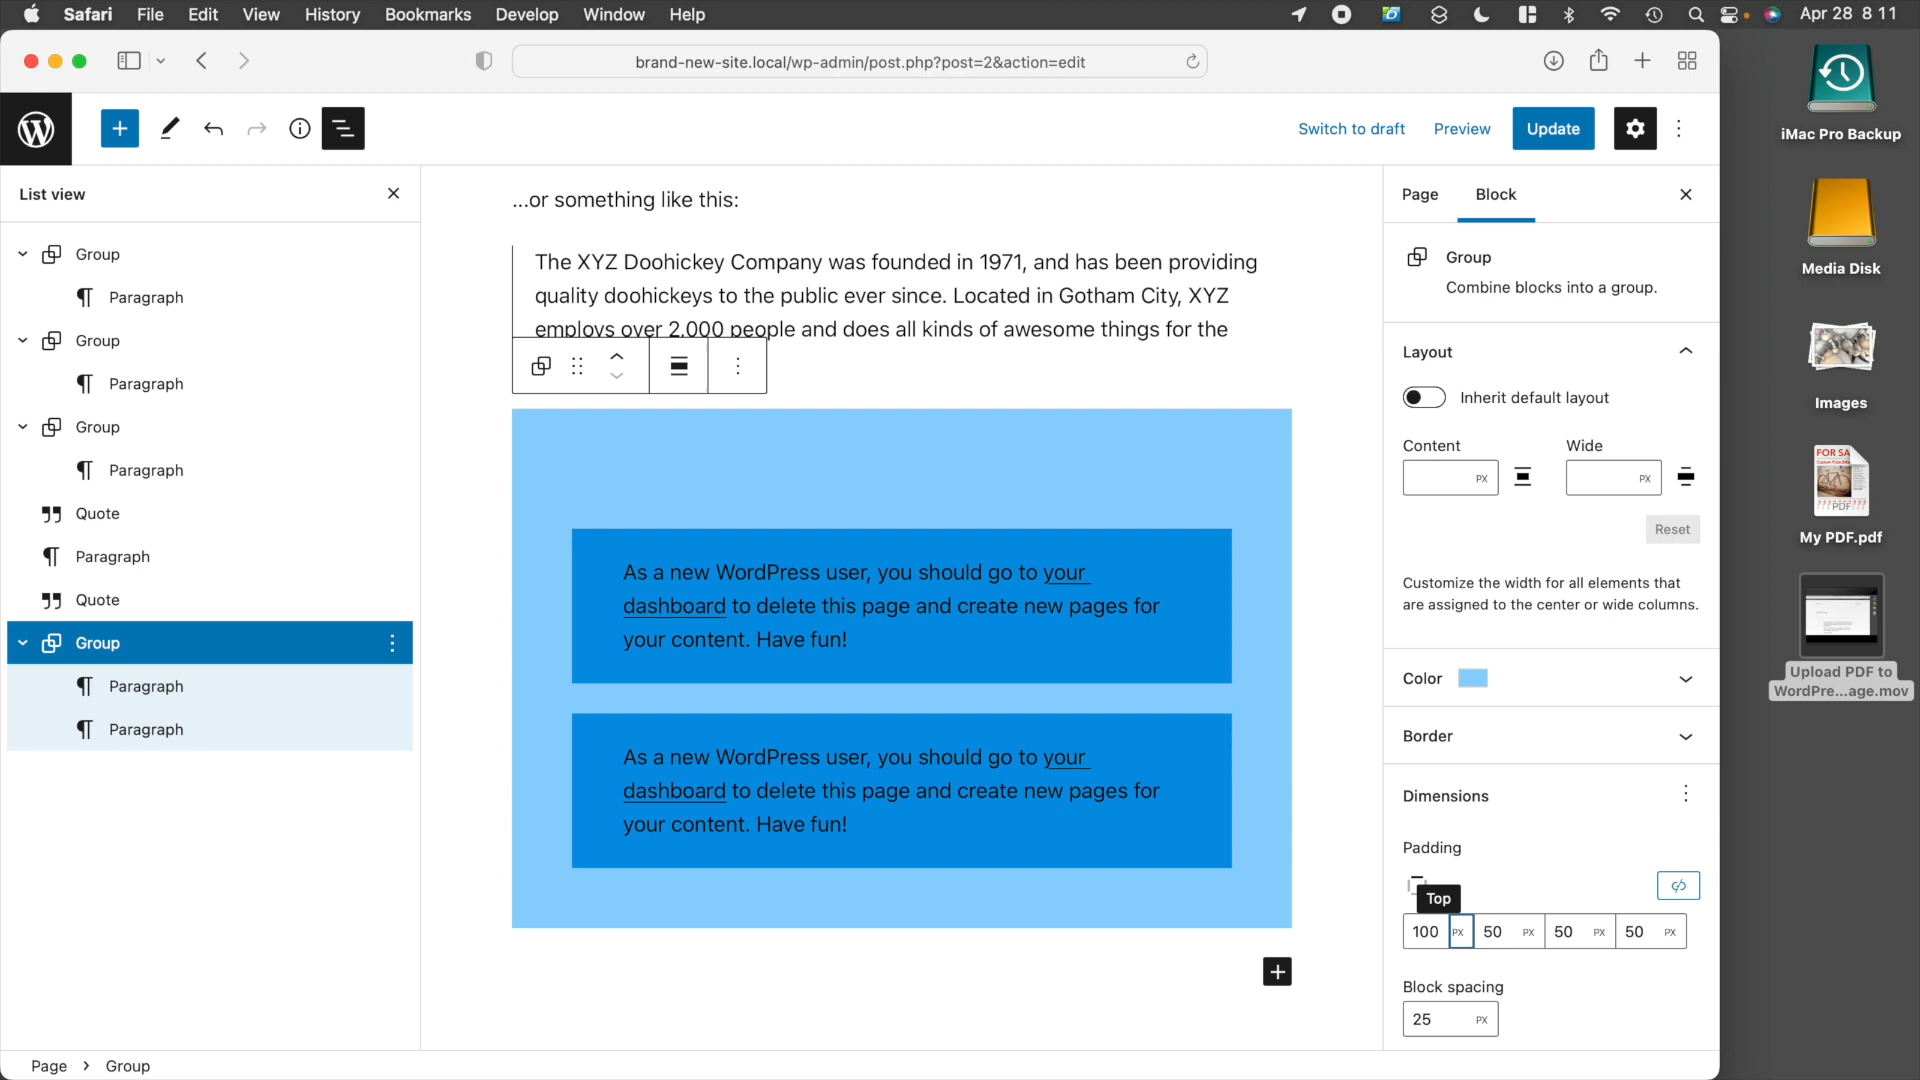 Safari File Edit View History Bookmarks Develop Window Help
Apr 28 8 11
brand-new-site.local/wp-admin/post.php?post=2&action=edit
Switch to draft
Preview
Update
List view
Group
Paragraph
Group
Paragraph
Group
Paragraph
Quote
Paragraph
Quote
Group
Paragraph
Paragraph
...or something like this:
The XYZ Doohickey Company was founded in 1971, and has been providing
quality doohickeys to the public ever since. Located in Gotham City, XYZ
employs over 2,000 people and does all kinds of awesome things for the
As a new WordPress user, you should go to your
dashboard to delete this page and create new pages for
your content. Have fun!
As a new WordPress user, you should go to your
dashboard to delete this page and create new pages for
your content. Have fun!
Page Block
Group
Combine blocks into a group.
Layout
Inherit default layout
Content Wide
PX PX
Reset
Customize the width for all elements that
are assigned to the center or wide columns.
Color
Border
Dimensions
Padding
Top
100 PX 50 PX 50 PX 50 PX
Block spacing
25 PX
Page › Group
iMac Pro Backup
Media Disk
Images
FOR SA
PDF
My PDF.pdf
Upload PDF to
WordPre...age.mov